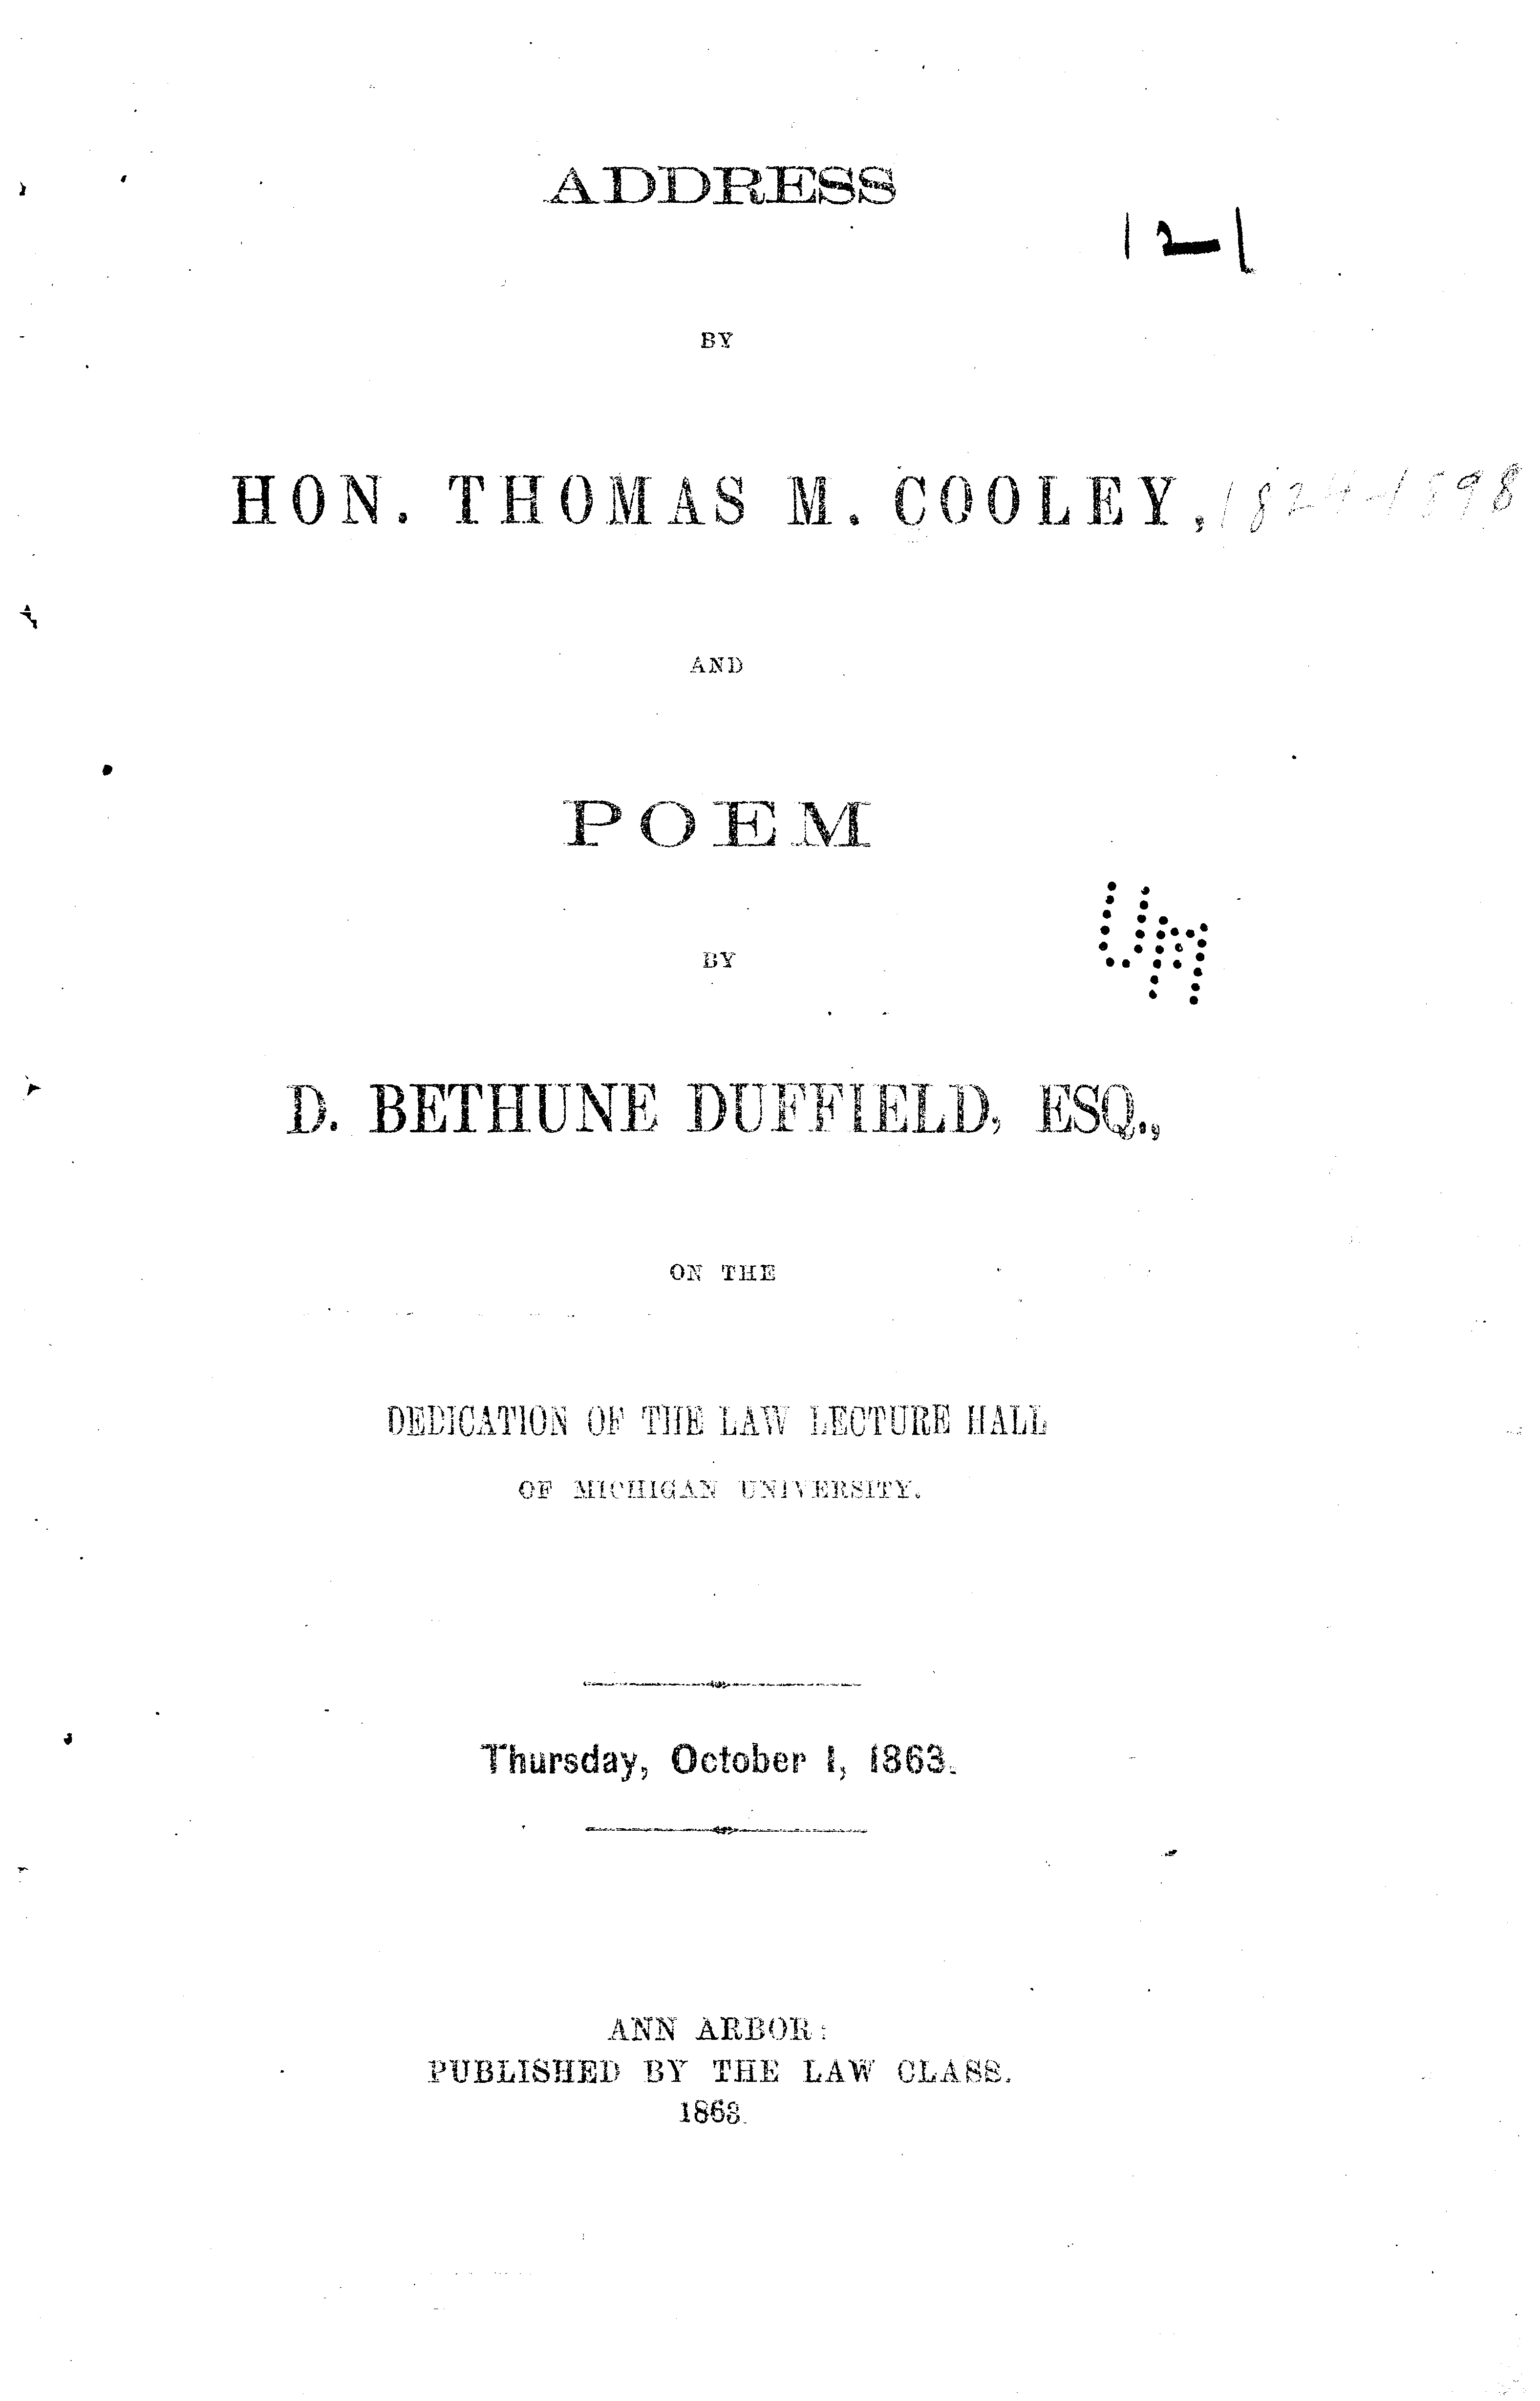 ADDRESS
121
BY
HON. THOMAS M. COOLEY, 1824-1898
AND
POEM
BY
UM
D. BETHUNE DUFFIELD, ESQ.,
ON THE
DEDICATION OF THE LAW LECTURE HALL
OF MICHIGAN UNIVERSITY.
Thursday, October 1, 1863.
ANN ARBOR:
PUBLISHED BY THE LAW CLASS.
1863.